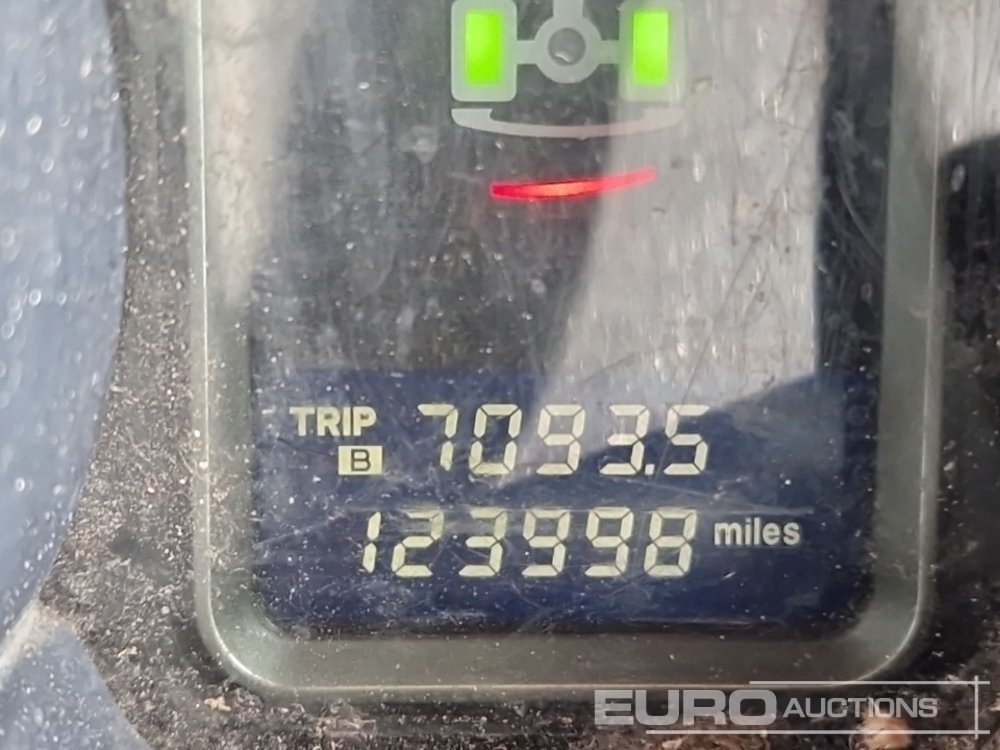 TRIP 7093.5
B
123998 miles
EURO AUCTIONS